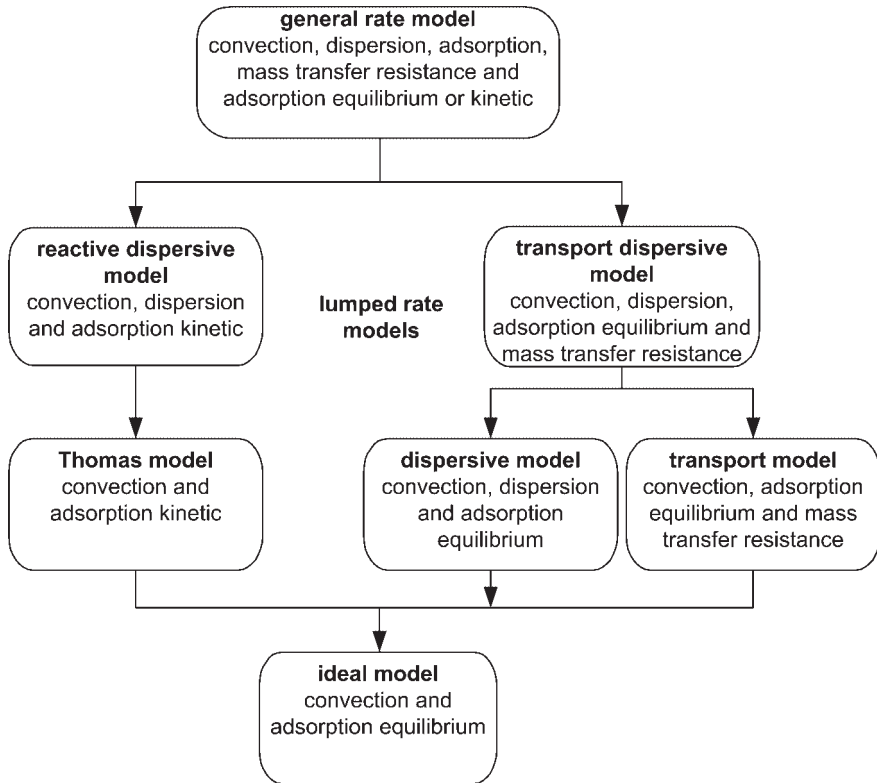 general rate model
convection, dispersion, adsorption,
mass transfer resistance and
adsorption equilibrium or kinetic
reactive dispersive
model
convection, dispersion
and adsorption kinetic
lumped rate
models
transport dispersive
model
convection, dispersion,
adsorption equilibrium and
mass transfer resistance
Thomas model
convection and
adsorption kinetic
dispersive model
convection, dispersion
and adsorption
equilibrium
transport model
convection, adsorption
equilibrium and mass
transfer resistance
ideal model
convection and
adsorption equilibrium